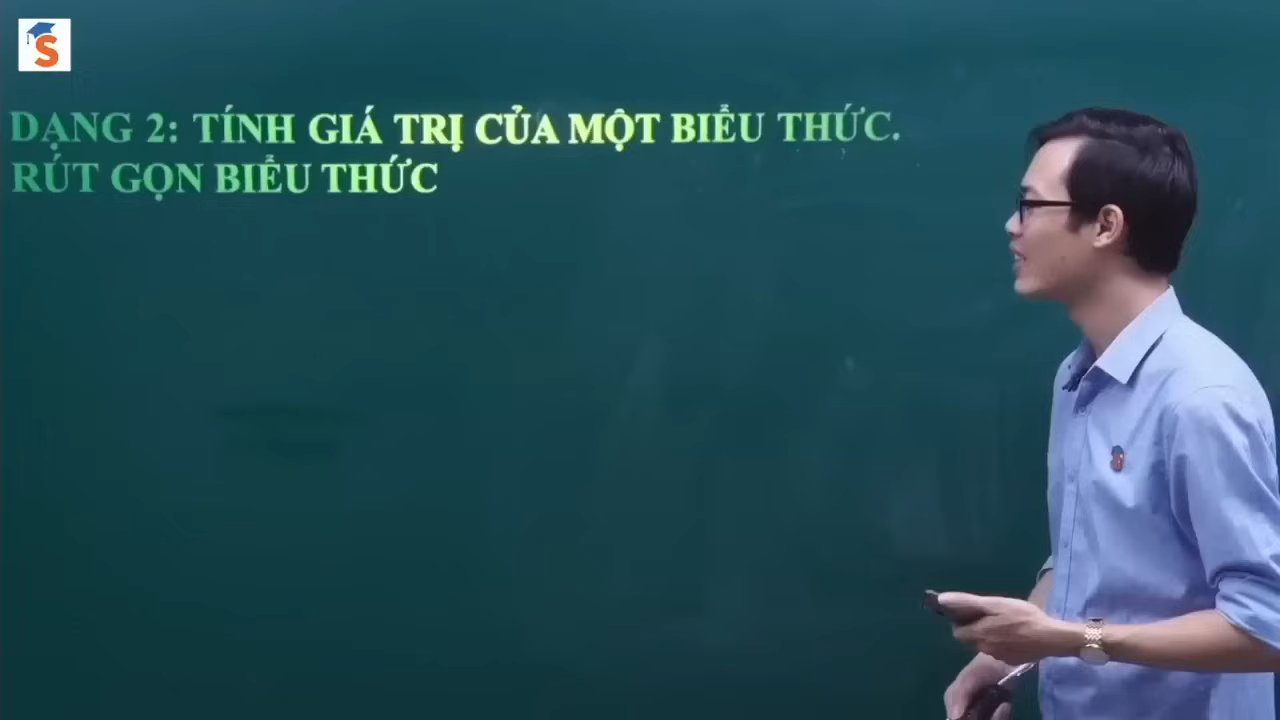 S
DẠNG 2: TÍNH GIÁ TRỊ CỦA MỘT BIỂU THỨC.
RÚT GỌN BIỂU THỨC